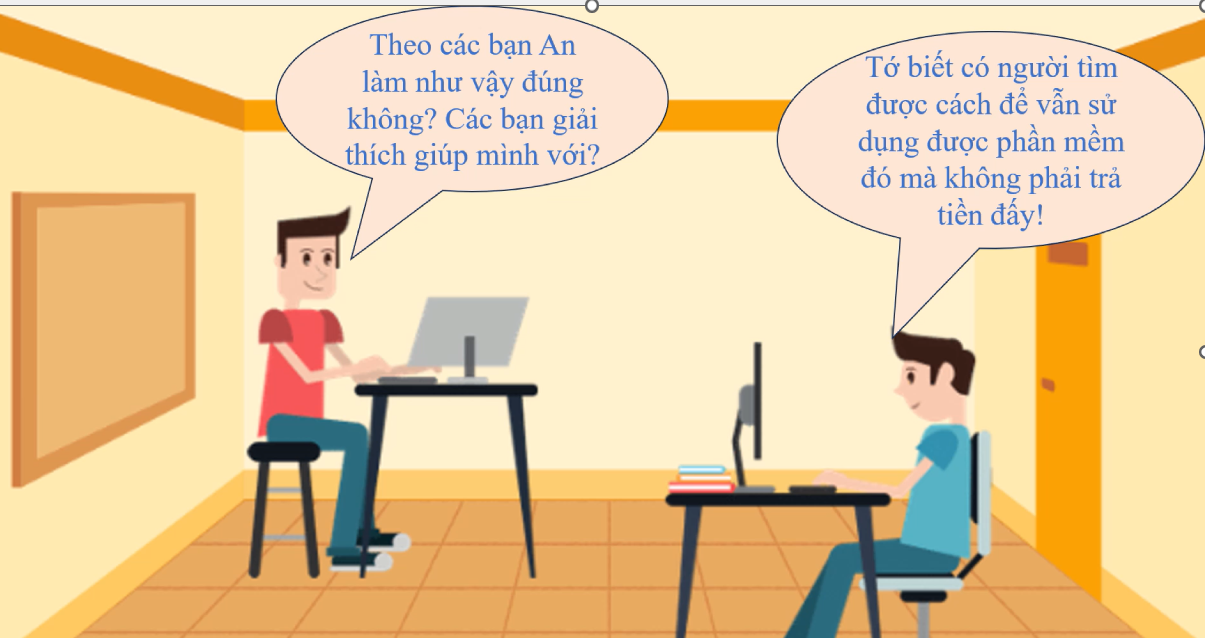 Theo các bạn An
làm như vậy đúng
không? Các bạn giải
thích giúp mình với?
Tớ biết có người tìm
được cách để vẫn sử
dụng được phần mềm
đó mà không phải trả
tiền đấy!